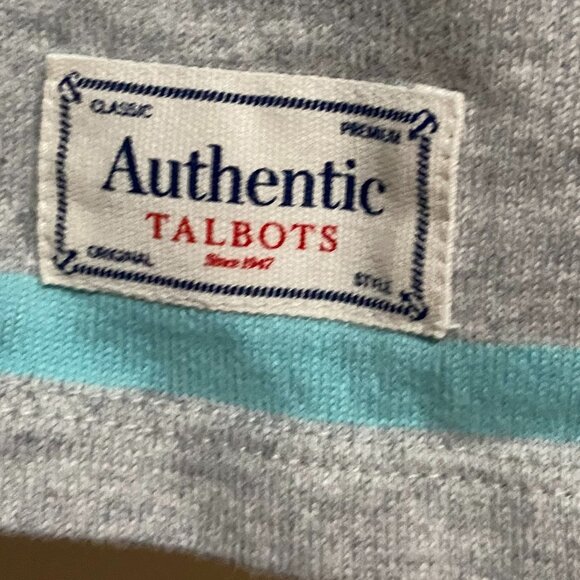 CLASSIC PREMIUM
Authentic
TALBOTS
Since 1947
ORIGINAL STYLE